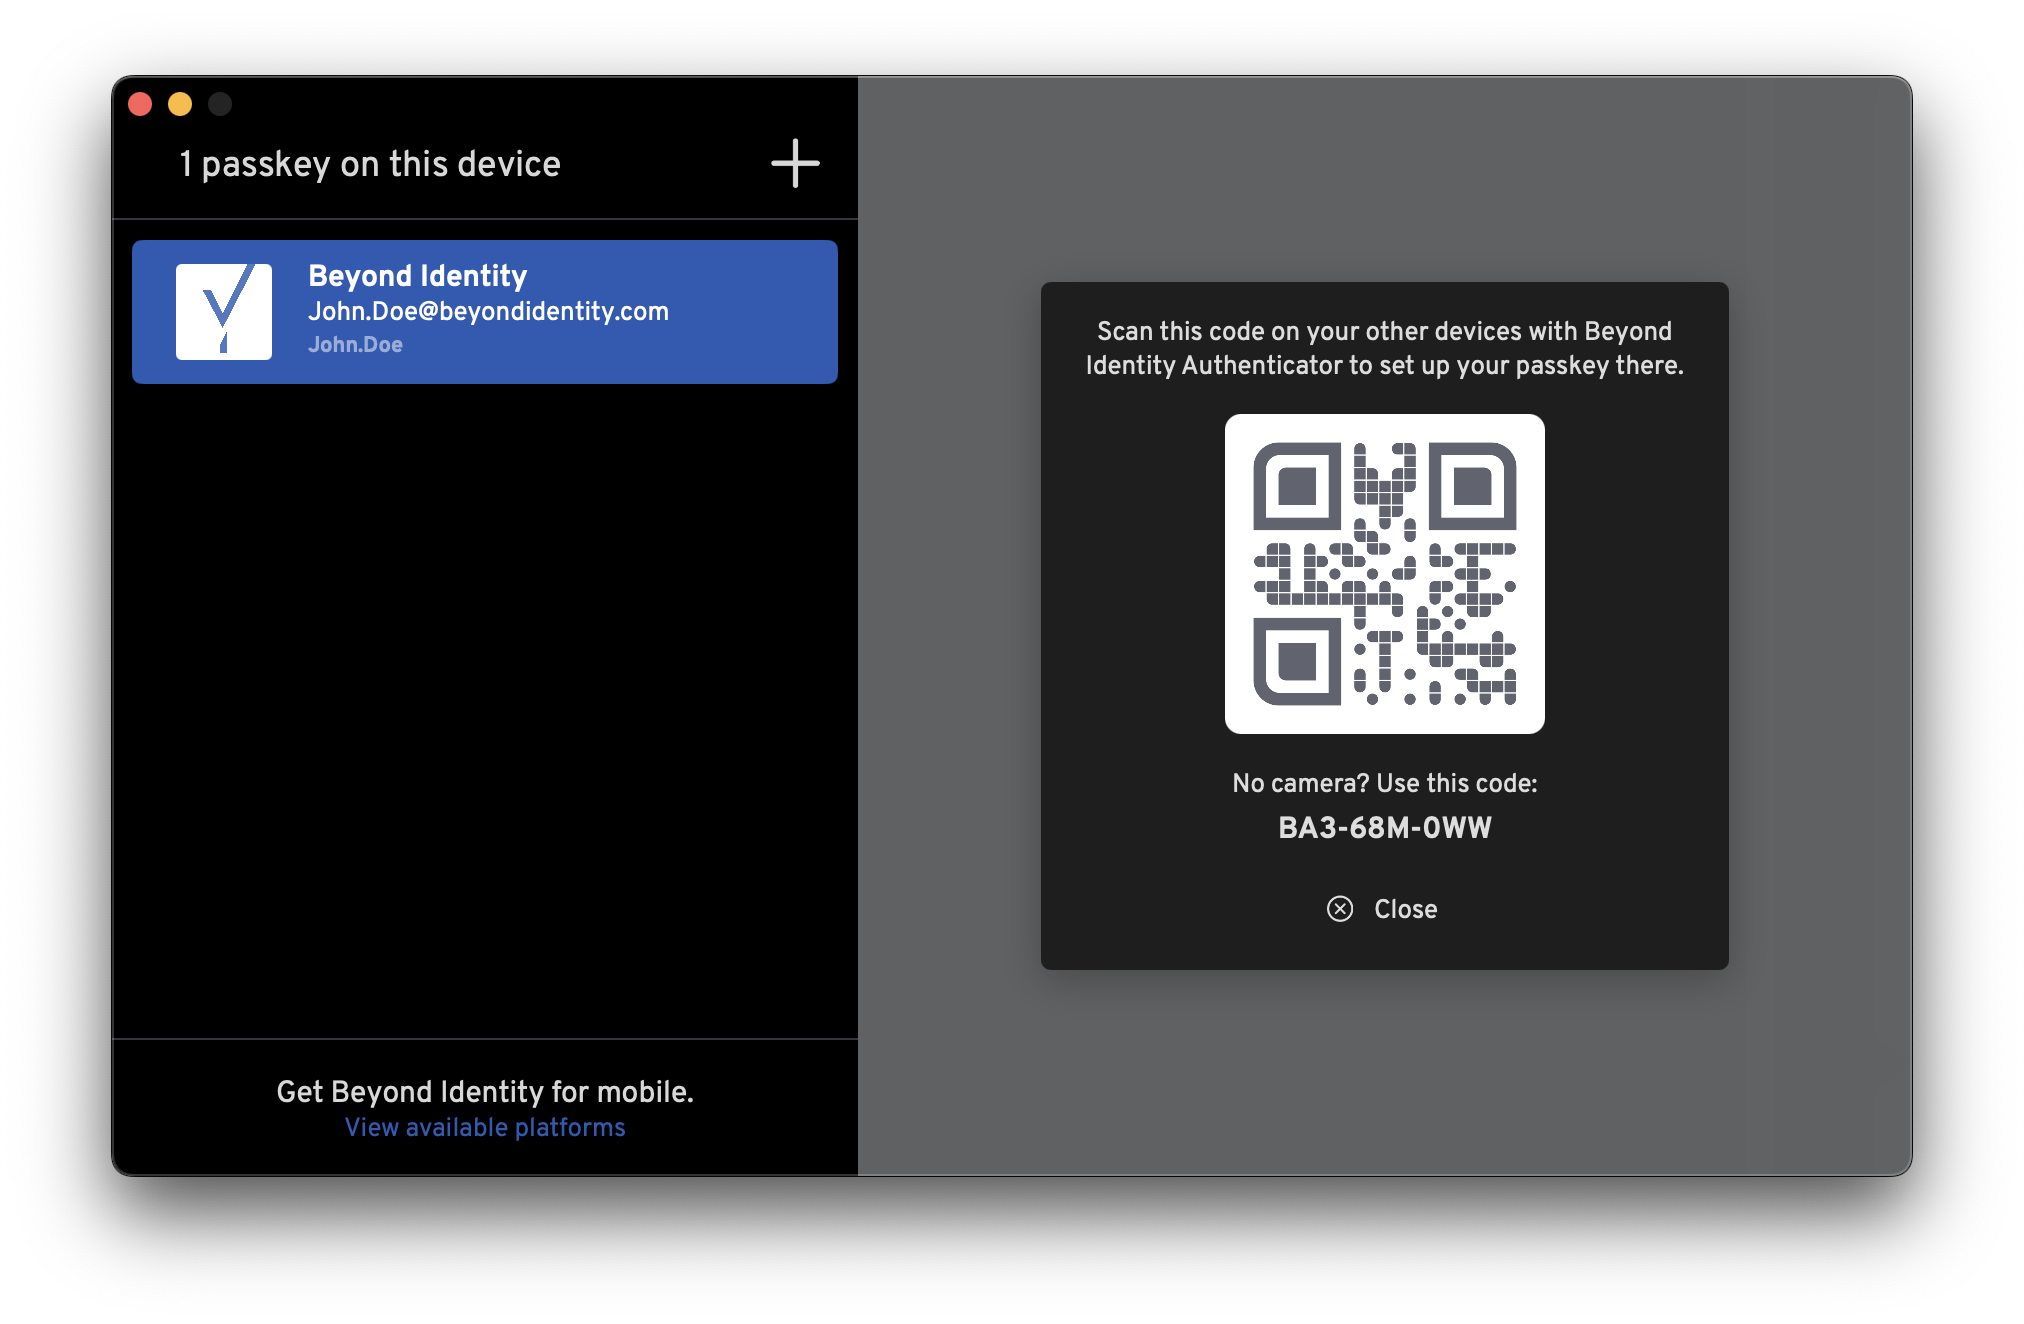 1 passkey on this device
Beyond Identity
John.Doe@beyondidentity.com
John.Doe
Get Beyond Identity for mobile.
View available platforms
Scan this code on your other devices with Beyond
Identity Authenticator to set up your passkey there.
No camera? Use this code:
BA3-68M-0WW
Close